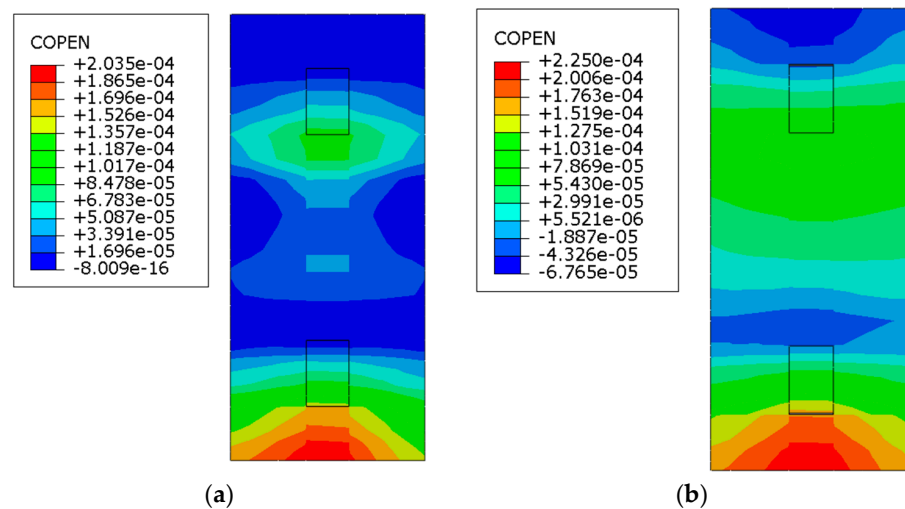 COPEN
+2.035e-04
+1.865e-04
+1.696e-04
+1.526e-04
+1.357e-04
+1.187e-04
+1.017e-04
+8.478e-05
+6.783e-05
+5.087e-05
+3.391e-05
+1.696e-05
-8.009e-16
(a)
COPEN
+2.250e-04
+2.006e-04
+1.763e-04
+1.519e-04
+1.275e-04
+1.031e-04
+7.869e-05
+5.430e-05
+2.991e-05
+5.521e-06
-1.887e-05
-4.326e-05
-6.765e-05
(b)